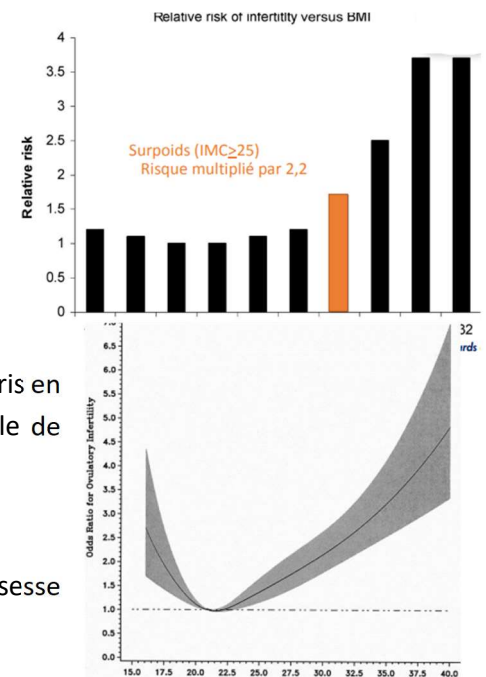 Relative risk of infertility versus BMI
4
3.5
3
2.5
2
1.5
1
0.5
0
Relative risk
Surpoids (IMC≥25)
Risque multiplié par 2,2
32
ris en
le de
sesse
Odds Ratio for Ovulatory Infertility
6.5
6.0
5.5
5.0
4.5
4.0
3.5
3.0
2.5
2.0
1.5
1.0
0.5
0.0
15.0 17.5 20.0 22.5 25.0 27.5 30.0 32.5 35.0 37.5 40.0